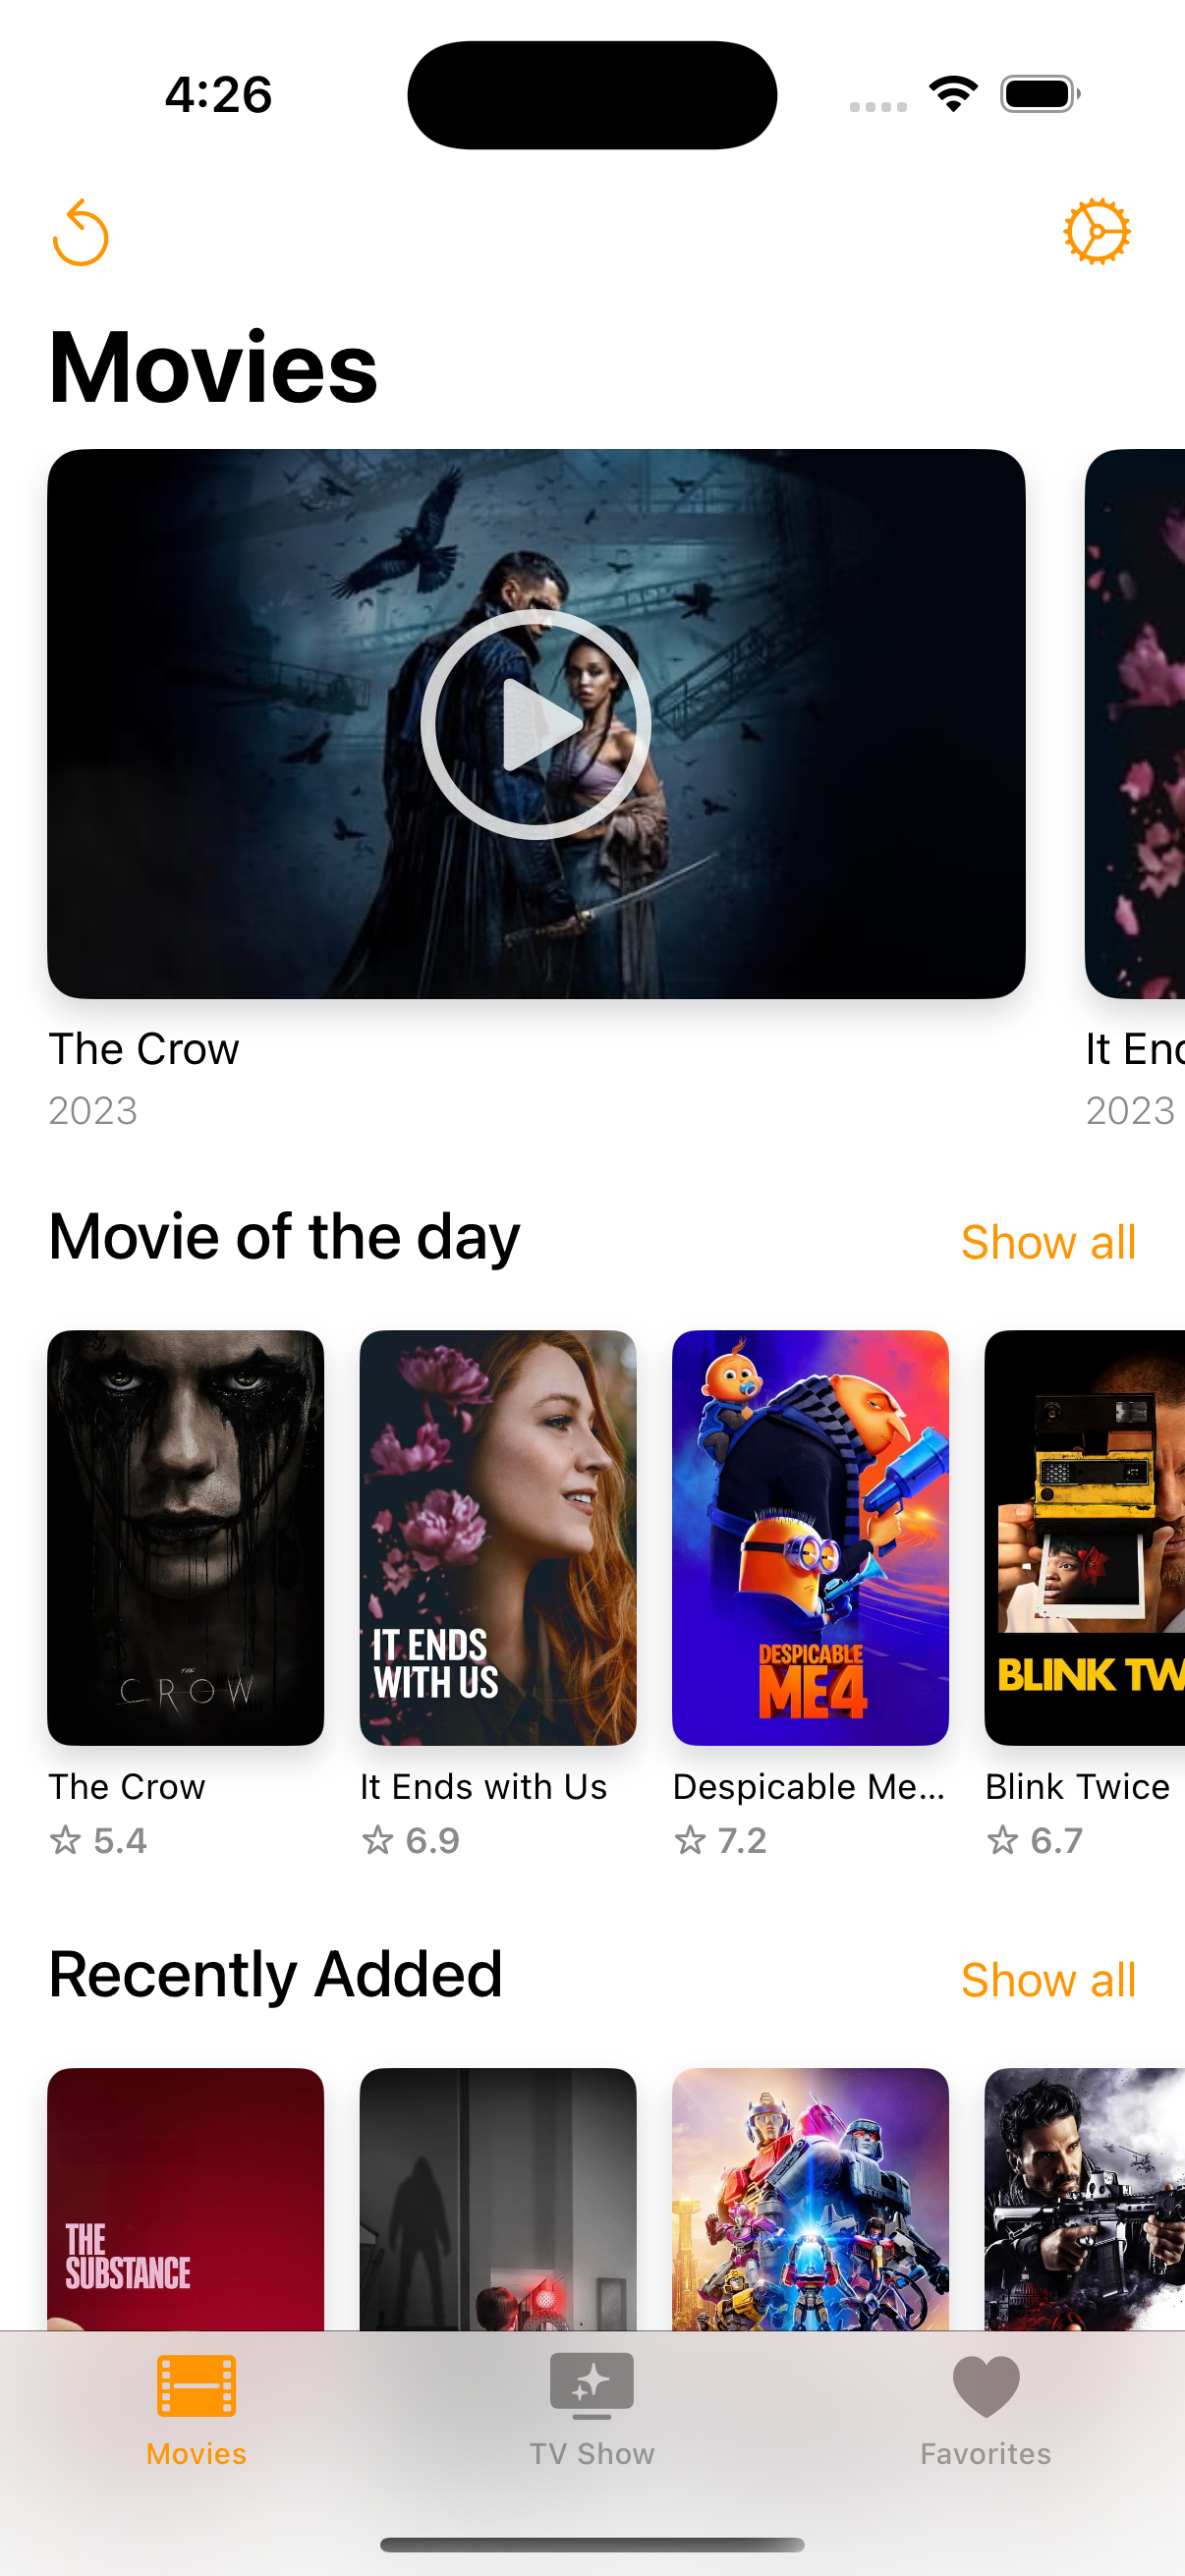 4:26
Movies
The Crow
2023
It End
2023
Movie of the day
Show all
THE
CROW
IT ENDS
WITH US
DESPICABLE
ME4
BLINK TW
The Crow
It Ends with Us
Despicable Me...
Blink Twice
5.4
6.9
7.2
6.7
Recently Added
Show all
THE
SUBSTANCE
Movies
TV Show
Favorites